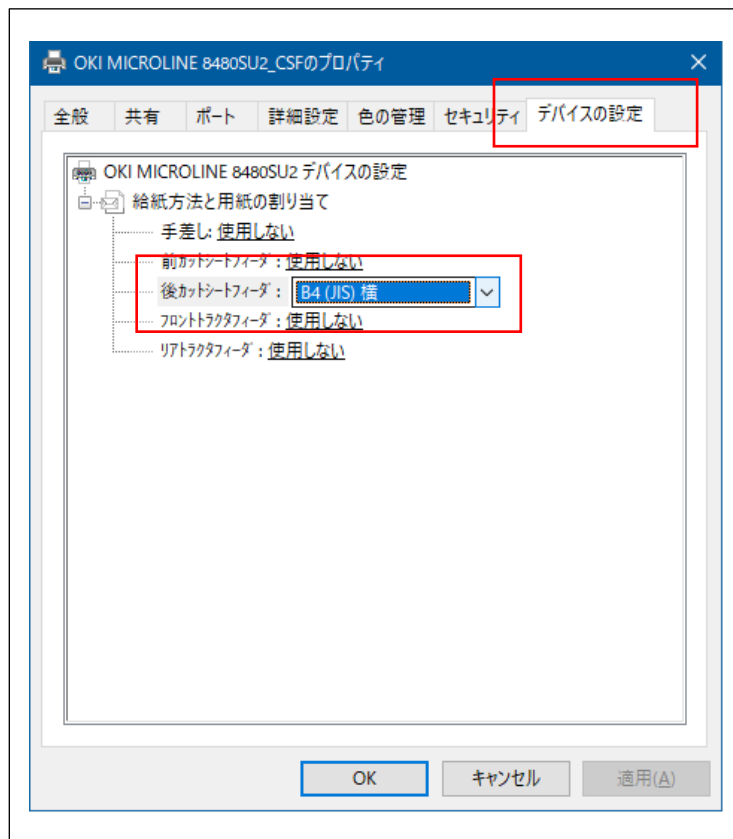 OKI MICROLINE 8480SU2_CSFのプロパティ
全般 共有 ポート 詳細設定 色の管理 セキュリティ デバイスの設定
OKI MICROLINE 8480SU2 デバイスの設定
給紙方法と用紙の割り当て
手差し: 使用しない
前ｶｯﾄｼｰﾄﾌｨｰﾀﾞ : 使用しない
後ｶｯﾄｼｰﾄﾌｨｰﾀﾞ : B4 (JIS) 横
ﾌﾛﾝﾄﾄﾗｸﾀﾌｨｰﾀﾞ : 使用しない
ﾘｱﾄﾗｸﾀﾌｨｰﾀﾞ : 使用しない
OK キャンセル 適用(A)